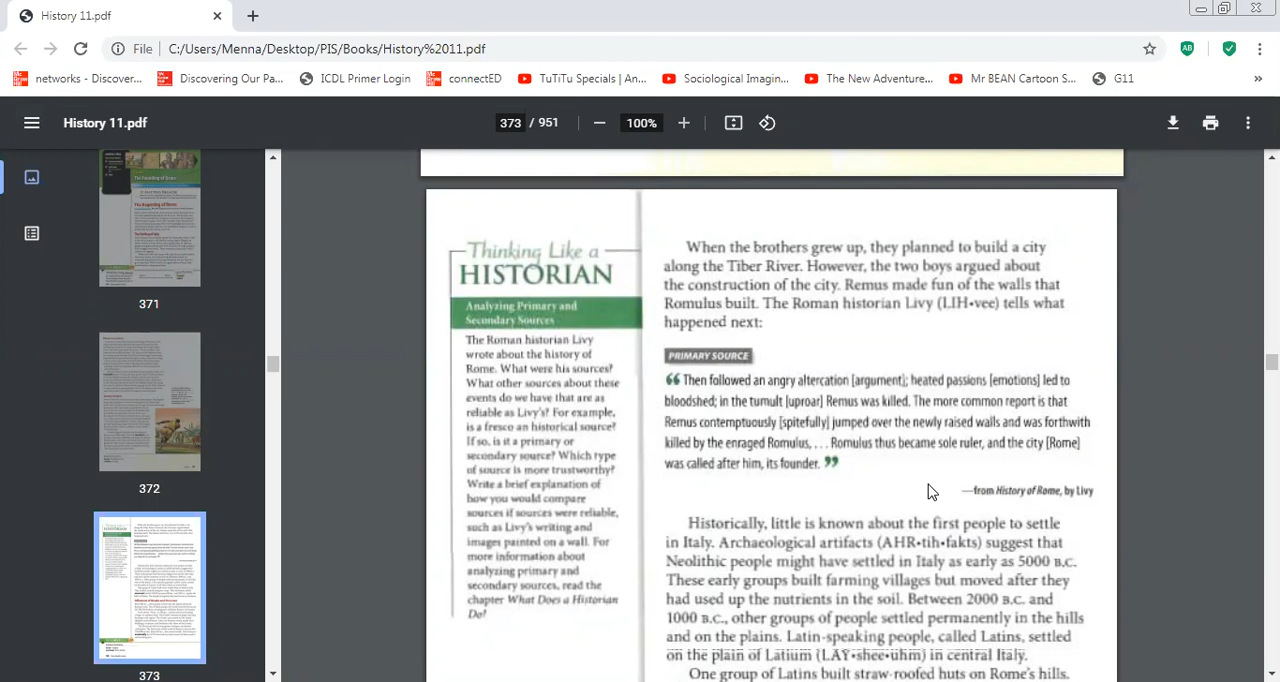 History 11.pdf
File
C:/Users/Menna/Desktop/PIS/Books/History%2011.pdf
networks - Discover...
Discovering Our Pa...
ICDL Primer Login
ConnectED
TuTiTu Specials | An...
Sociological Imagin...
The New Adventure...
Mr BEAN Cartoon S...
G11
History 11.pdf
373 / 951
100%
371
372
373
Thinking Like a
HISTORIAN
Analyzing Primary and
Secondary Sources
The Roman historian Livy
wrote about the history of
Rome. What were his sources?
What other sources about these
events do we have that are as
reliable as Livy's? For example,
is a fresco an historical source?
If so, is it a primary or
secondary source? Which type
of source is more trustworthy?
Write a brief explanation of
how you would compare
sources if sources were reliable,
such as Livy's writing and
images painted on a wall. For
more information about
analyzing primary and
secondary sources, read the
chapter What Does a Historian
Do?
When the brothers grew up, they planned to build a city
along the Tiber River. However, the two boys argued about
the construction of the city. Remus made fun of the walls that
Romulus built. The Roman historian Livy (LIH•vee) tells what
happened next:
PRIMARY SOURCE
“ Then followed an angry altercation [argument]; heated passions [emotions] led to
bloodshed; in the tumult [uproar] Remus was killed. The more common report is that
Remus contemptuously [spitefully] jumped over the newly raised walls and was forthwith
killed by the enraged Romulus, ... Romulus thus became sole ruler, and the city [Rome]
was called after him, its founder. ”
—from History of Rome, by Livy
Historically, little is known about the first people to settle
in Italy. Archaeological artifacts (AHR•tih•fakts) suggest that
Neolithic people might have settled in Italy as early as 5000 B.C.
These early groups built farming villages but moved after they
had used up the nutrients in the soil. Between 2000 B.C. and
1000 B.C., other groups of people settled permanently in the hills
and on the plains. Latin-speaking people, called Latins, settled
on the plain of Latium (LAY•shee•uhm) in central Italy.
One group of Latins built straw-roofed huts on Rome's hills.